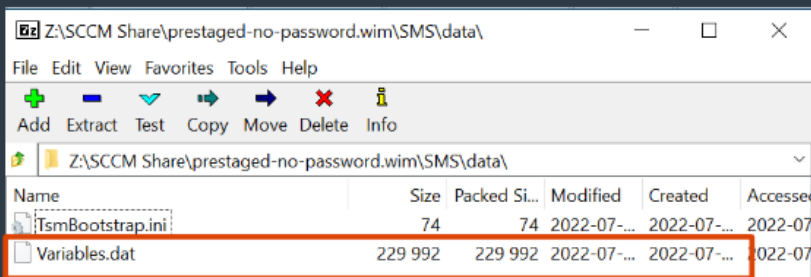 7z Z:\SCCM Share\prestaged-no-password.wim\SMS\data\
File Edit View Favorites Tools Help
Add Extract Test Copy Move Delete Info
Z:\SCCM Share\prestaged-no-password.wim\SMS\data\
Name Size Packed Si... Modified Created Accessed
TsmBootstrap.ini 74 74 2022-07-... 2022-07-... 2022-07
Variables.dat 229 992 229 992 2022-07-... 2022-07-... 2022-07